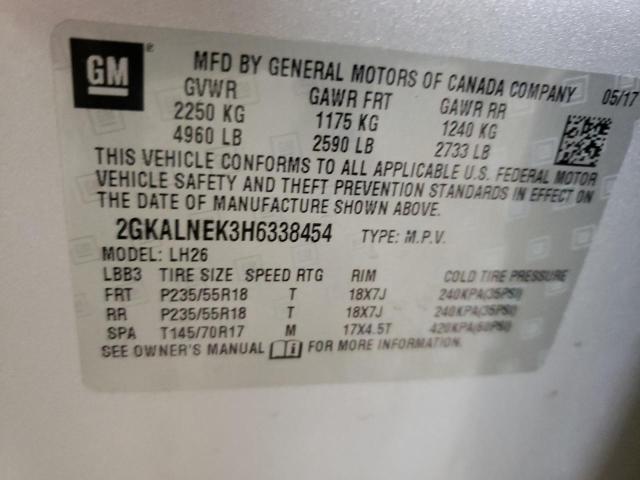 GM
MFD BY GENERAL MOTORS OF CANADA COMPANY 05/17
GVWR GAWR FRT GAWR RR
2250 KG 1175 KG 1240 KG
4960 LB 2590 LB 2733 LB
THIS VEHICLE CONFORMS TO ALL APPLICABLE U.S. FEDERAL MOTOR
VEHICLE SAFETY AND THEFT PREVENTION STANDARDS IN EFFECT ON
THE DATE OF MANUFACTURE SHOWN ABOVE.
2GKALNEK3H6338454 TYPE: M.P.V.
MODEL: LH26
LBB3 TIRE SIZE SPEED RTG RIM COLD TIRE PRESSURE
FRT P235/55R18 T 18X7J 240KPA(35PSI)
RR P235/55R18 T 18X7J 240KPA(35PSI)
SPA T145/70R17 M 17X4.5T 420KPA(60PSI)
SEE OWNER'S MANUAL FOR MORE INFORMATION.